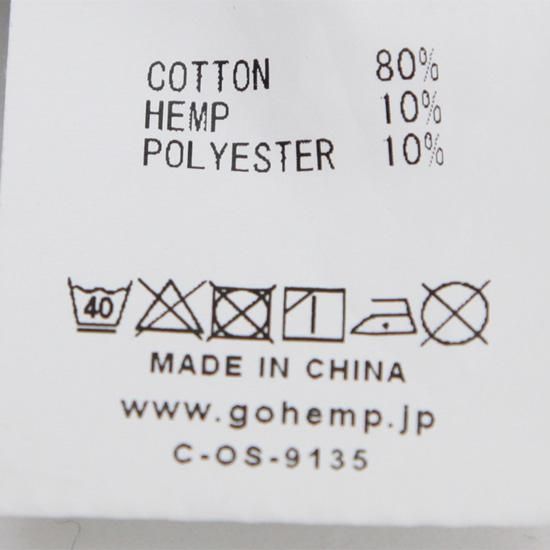 COTTON 80%
HEMP 10%
POLYESTER 10%
40
MADE IN CHINA
www.gohemp.jp
C-OS-9135